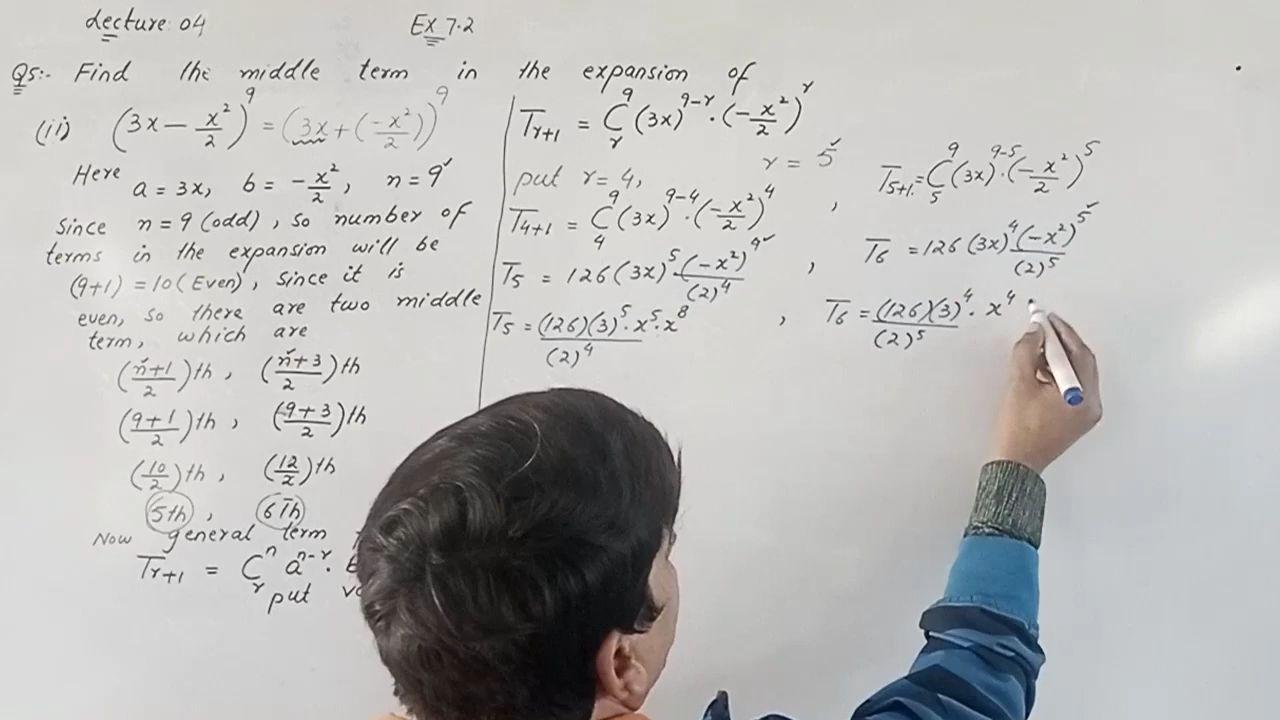 Lecture: 04
Ex 7.2
Q5:- Find the middle term in the expansion of
(ii) (3x - x²/2)⁹ = (3x + (-x²/2))⁹
Here a = 3x, b = -x²/2, n = 9
Since n = 9 (odd), so number of
terms in the expansion will be
(9+1) = 10 (Even), Since it is
even, so there are two middle
term, which are
((n+1)/2)th, ((n+3)/2)th
((9+1)/2)th, ((9+3)/2)th
(10/2)th, (12/2)th
5th, 6Th
Now general term
Tr+1 = C^n_r a^(n-r) .
put
Tr+1 = C^9_r (3x)^(9-r) . (-x²/2)^r
put r = 4, r = 5
T4+1 = C^9_4 (3x)^(9-4) . (-x²/2)⁴, T5+1 = C^9_5 (3x)^(9-5) . (-x²/2)⁵
T5 = 126 (3x)⁵ . (-x²)⁴/(2)⁴, T6 = 126 (3x)⁴ (-x²)⁵/(2)⁵
T5 = (126)(3)⁵/(2)⁴ . x⁵ . x⁸, T6 = (126)(3)⁴/(2)⁵ . x⁴